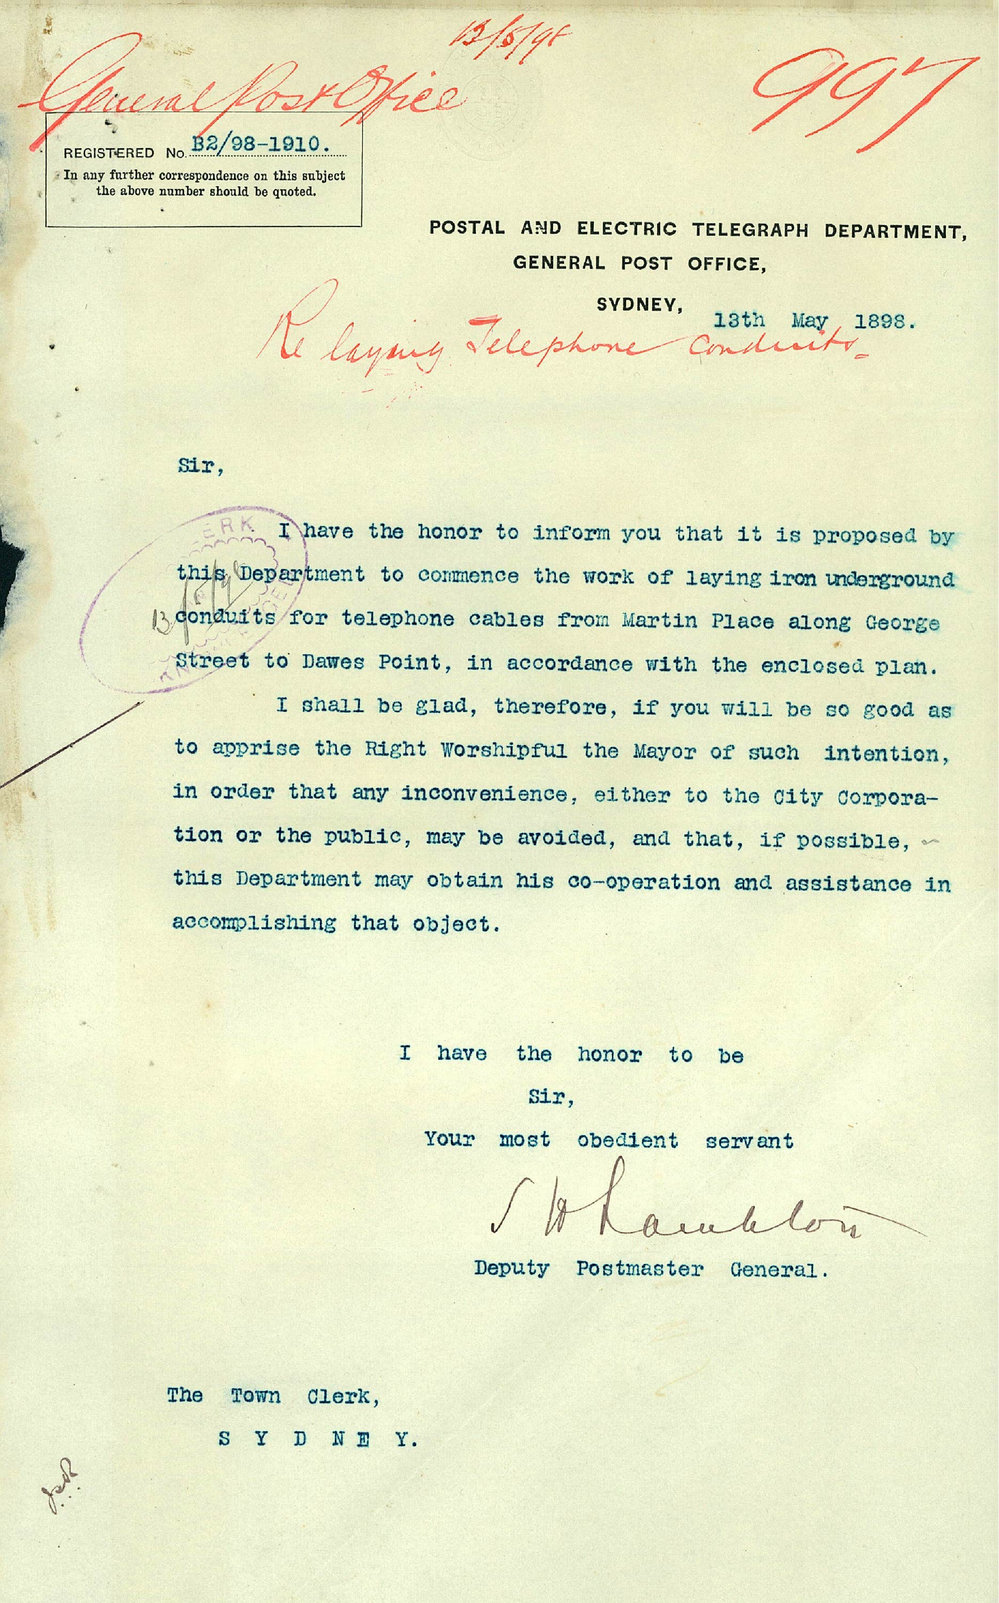 13/5/98
General Post Office
997
REGISTERED No. B2/98-1910.
In any further correspondence on this subject
the above number should be quoted.
POSTAL AND ELECTRIC TELEGRAPH DEPARTMENT,
GENERAL POST OFFICE,
SYDNEY,
13th May 1898.
Re laying Telephone Conduits
Sir,
I have the honor to inform you that it is proposed by
this Department to commence the work of laying iron underground
conduits for telephone cables from Martin Place along George
Street to Dawes Point, in accordance with the enclosed plan.
I shall be glad, therefore, if you will be so good as
to apprise the Right Worshipful the Mayor of such intention,
in order that any inconvenience, either to the City Corpora-
tion or the public, may be avoided, and that, if possible,
this Department may obtain his co-operation and assistance in
accomplishing that object.
I have the honor to be
Sir,
Your most obedient servant
S H Lambton
Deputy Postmaster General.
The Town Clerk,
S Y D N E Y.